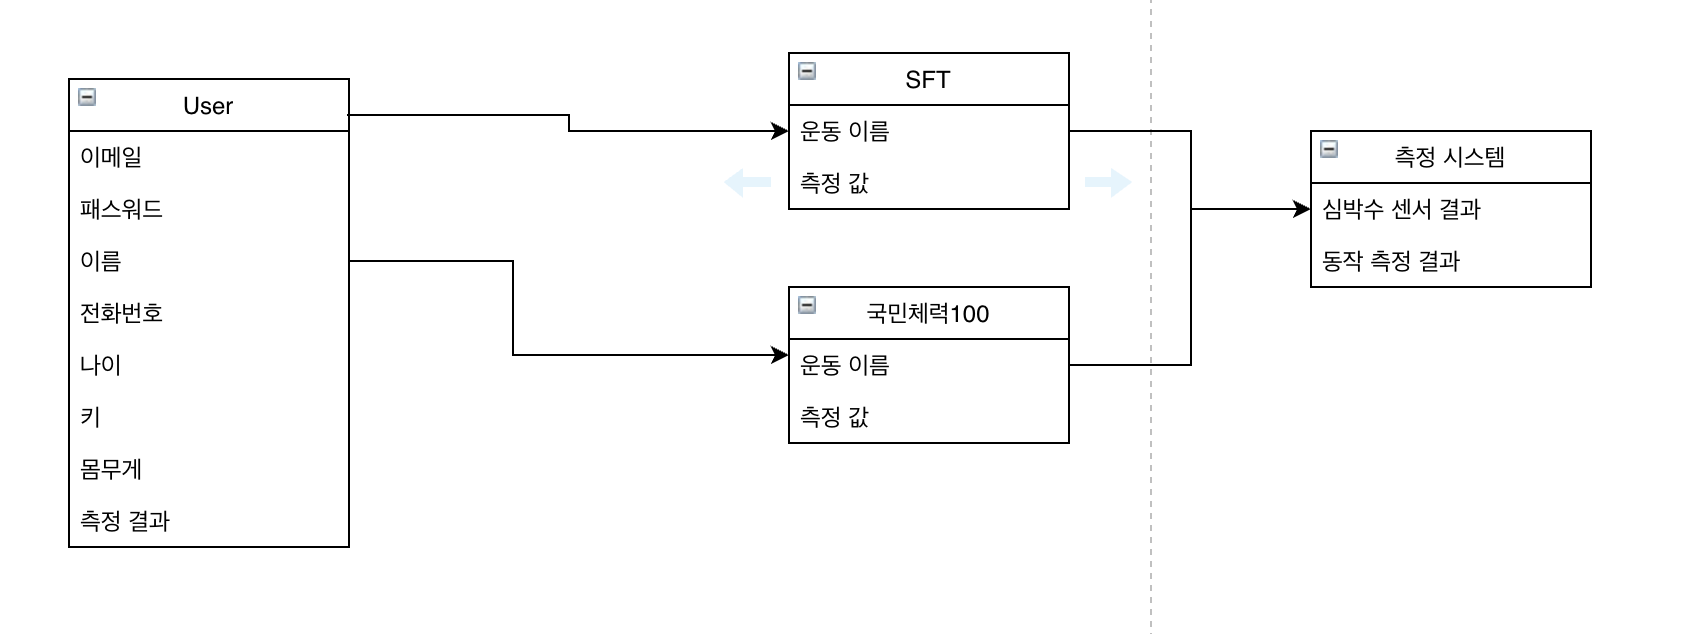 User
이메일
패스워드
이름
전화번호
나이
키
몸무게
측정 결과
SFT
운동 이름
측정 값
국민체력100
운동 이름
측정 값
측정 시스템
심박수 센서 결과
동작 측정 결과